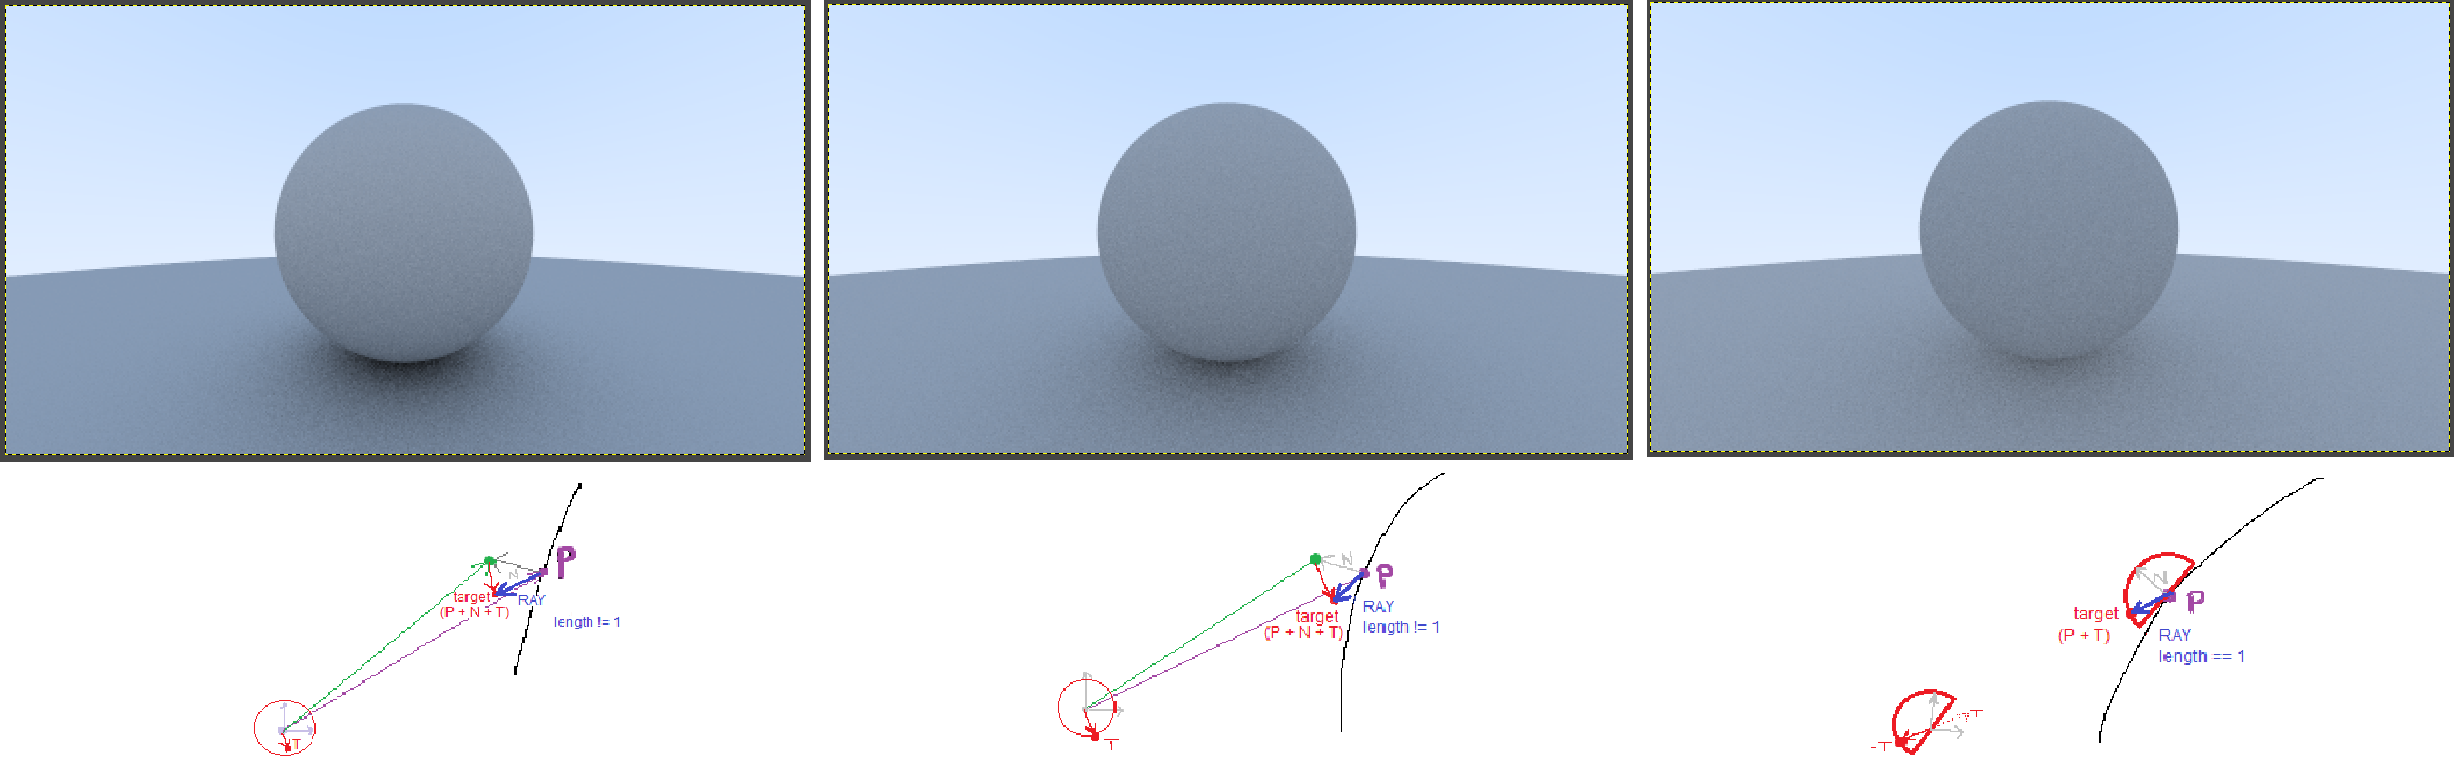 P
N
target
(P + N + T)
RAY
length != 1
T
N
P
RAY
target
length != 1
(P + N + T)
T
N
P
target
(P + T)
RAY
length == 1
T
-T